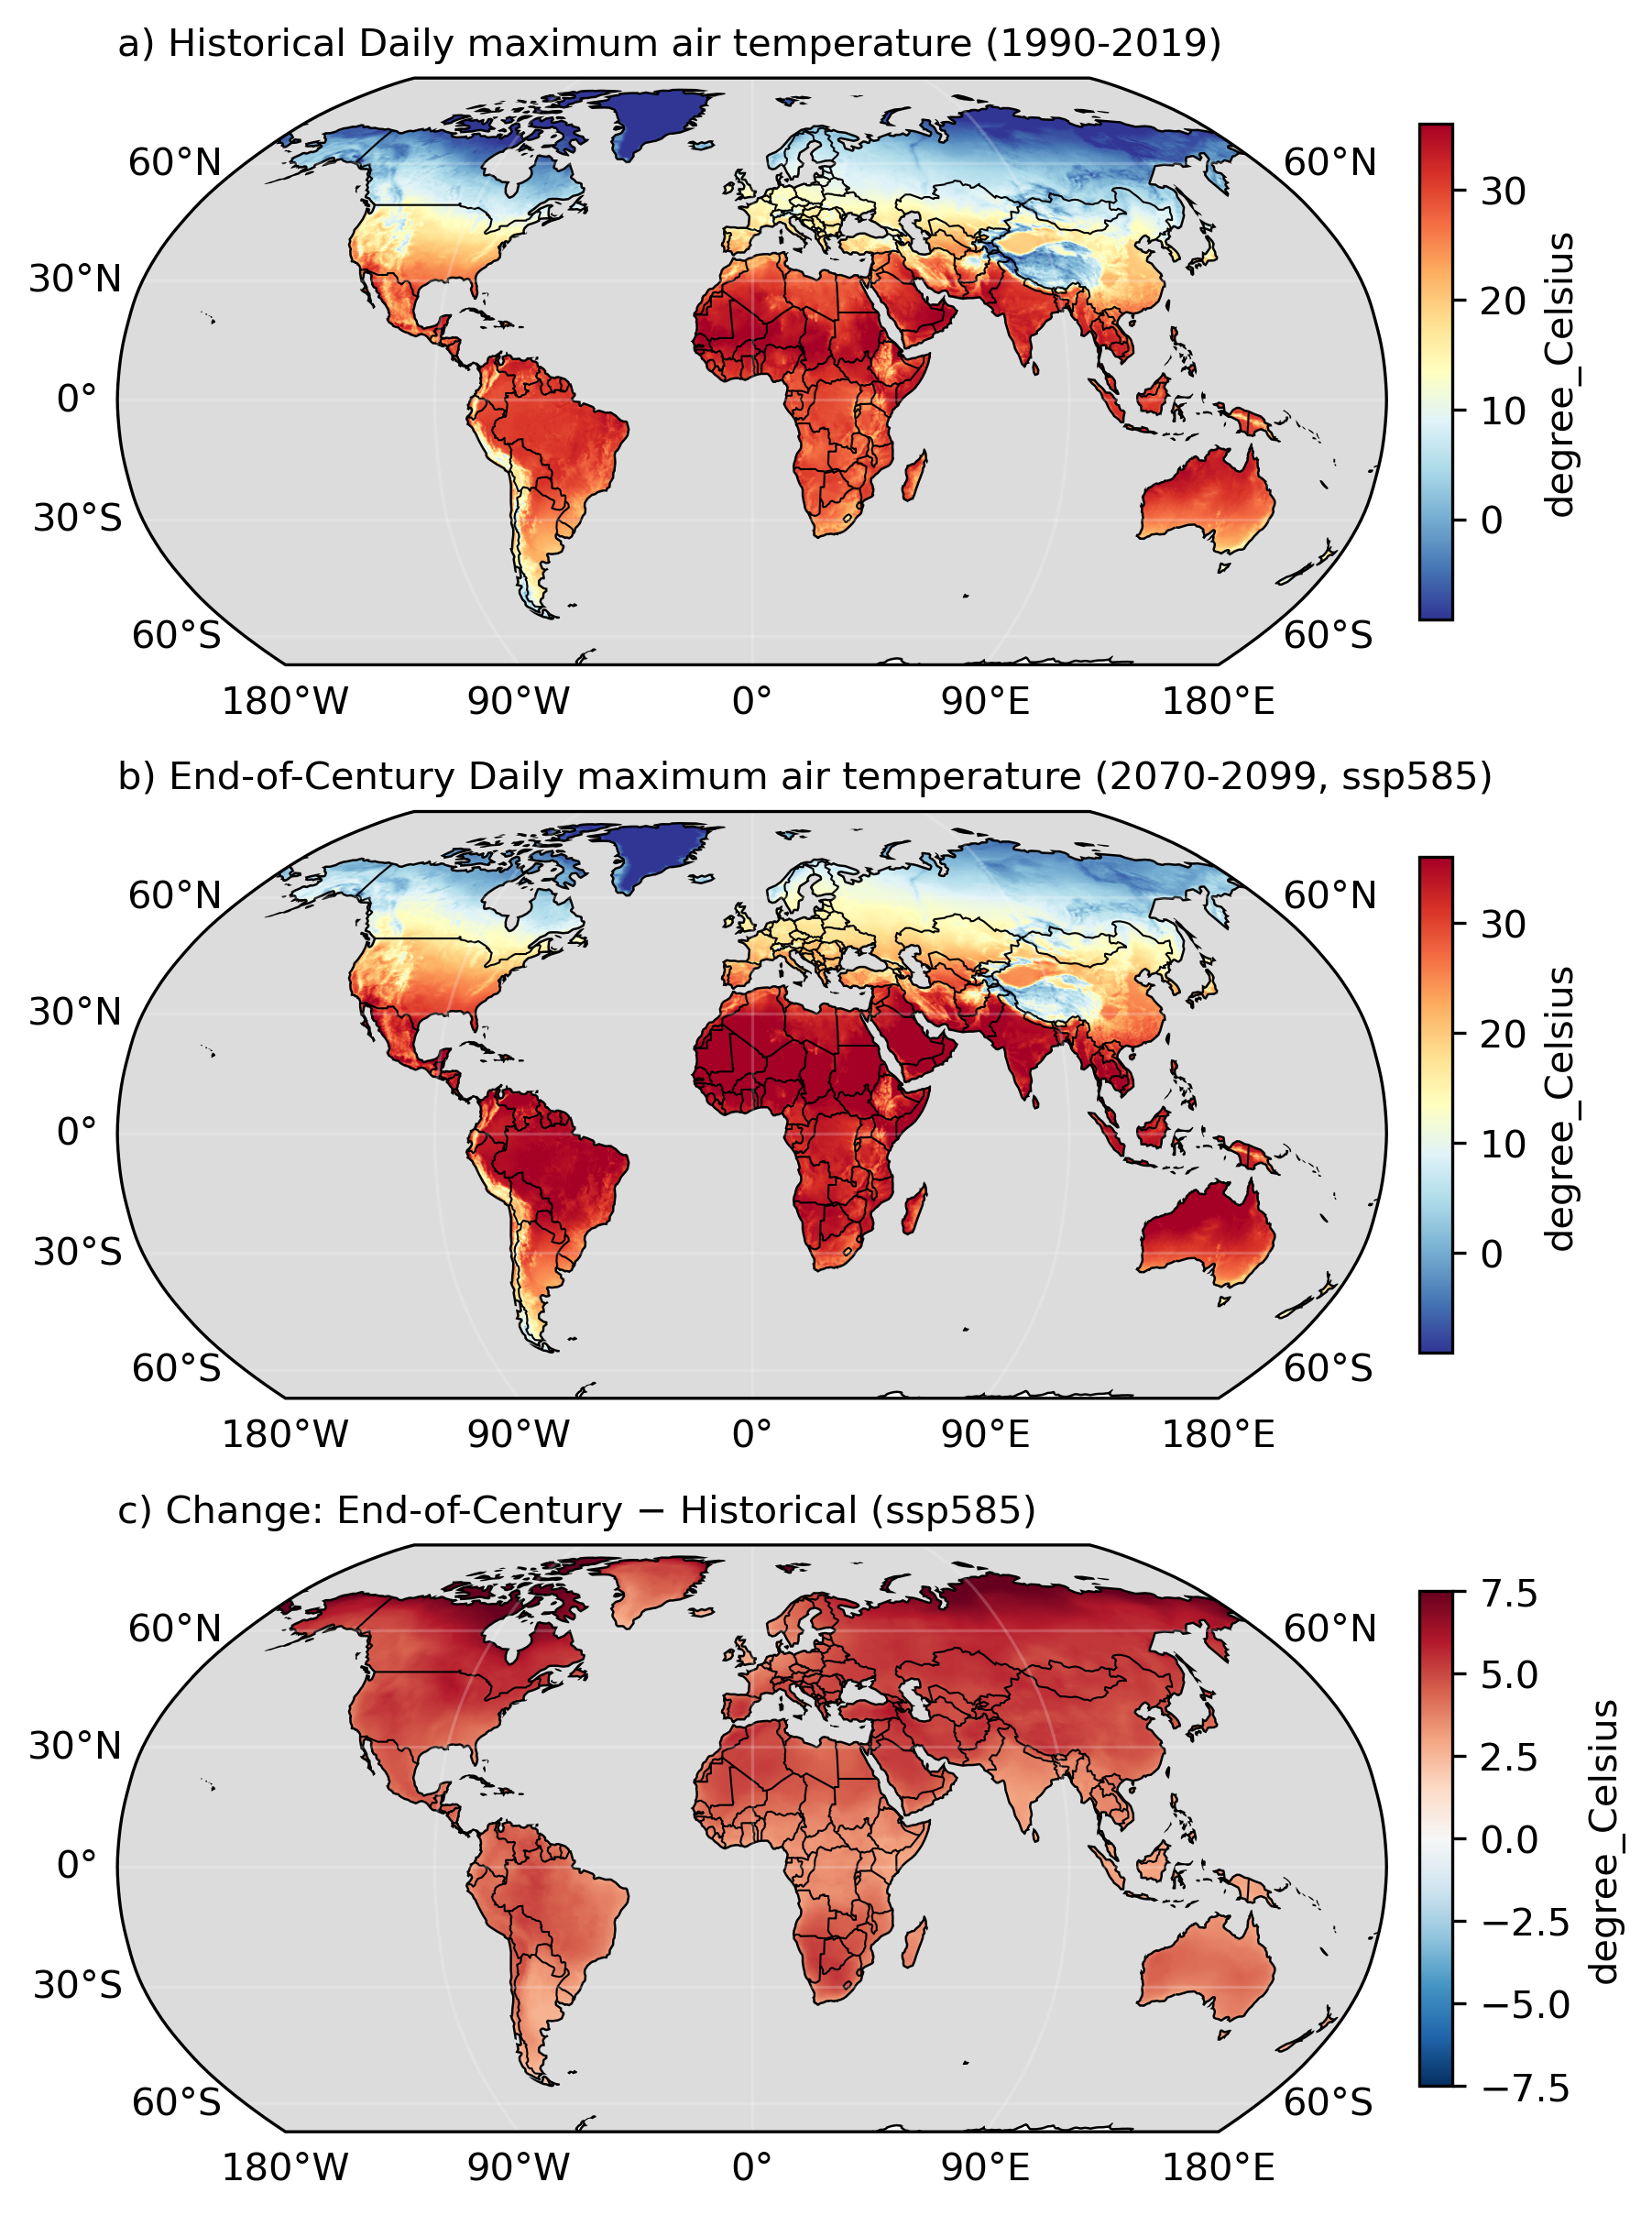 a) Historical Daily maximum air temperature (1990-2019)
60°N 60°N
30°N
0°
30°S
60°S 60°S
180°W 90°W 0° 90°E 180°E
30
20
10
0
degree_Celsius
b) End-of-Century Daily maximum air temperature (2070-2099, ssp585)
60°N 60°N
30°N
0°
30°S
60°S 60°S
180°W 90°W 0° 90°E 180°E
30
20
10
0
degree_Celsius
c) Change: End-of-Century − Historical (ssp585)
60°N 60°N
30°N
0°
30°S
60°S 60°S
180°W 90°W 0° 90°E 180°E
7.5
5.0
2.5
0.0
−2.5
−5.0
−7.5
degree_Celsius